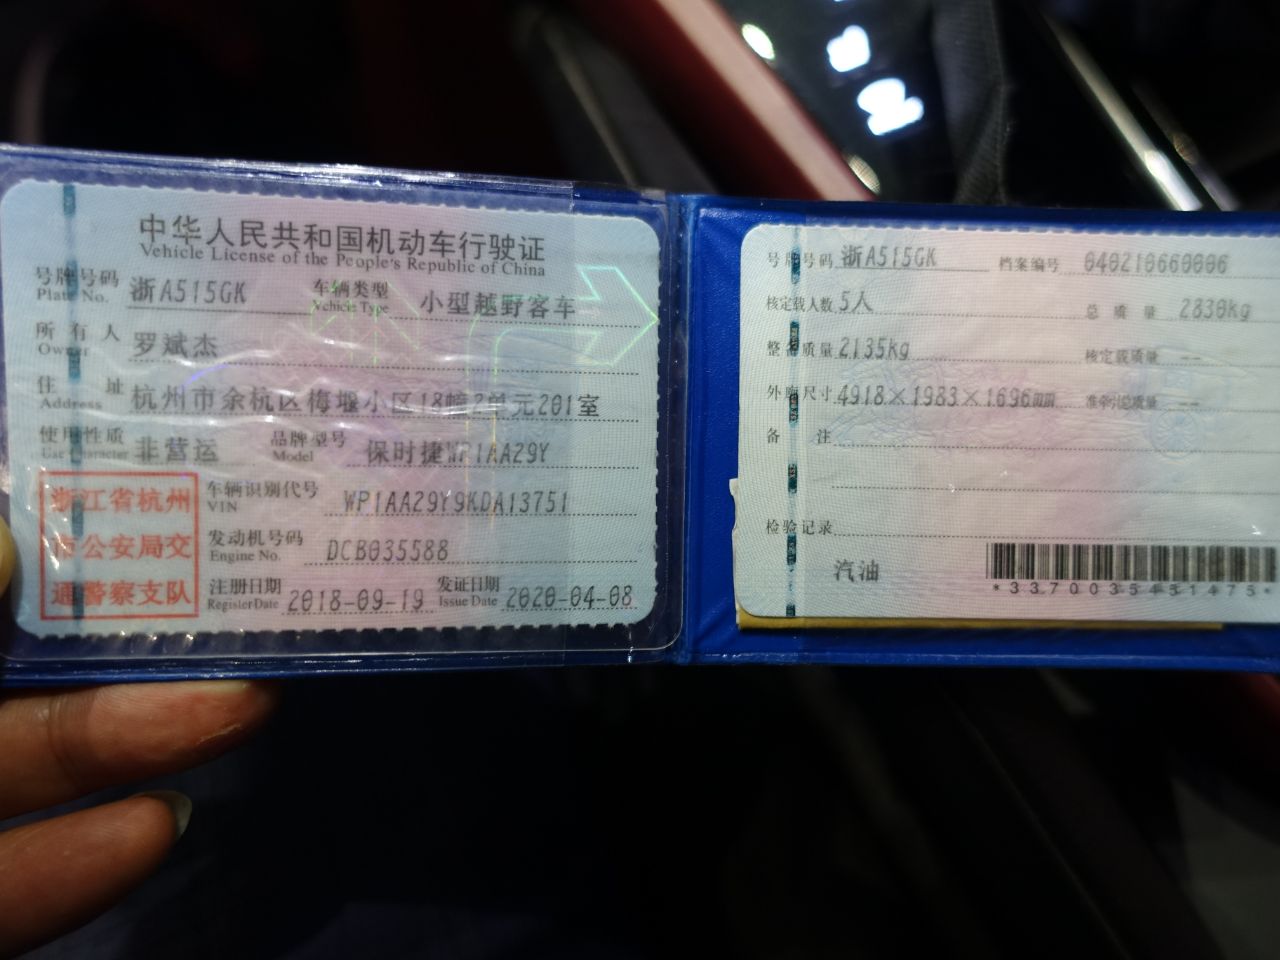 中华人民共和国机动车行驶证
Vehicle License of the People's Republic of China
号牌号码 浙A515GK 车辆类型 小型越野客车
Plate No. Vehicle Type
所有人 罗斌杰
Owner
住址 杭州市余杭区梅堰小区18幢2单元201室
Address
使用性质 非营运 品牌型号 保时捷WP1AA29Y
Use Character Model
浙江省杭州
市公安局交
通警察支队
车辆识别代号 WP1AA29Y9KDA13751
VIN
发动机号码 DCB035588
Engine No.
注册日期 2018-09-19 发证日期 2020-04-08
Register Date Issue Date
号牌号码 浙A515GK 档案编号 040210660006
核定载人数 5人 总质量 2830kg
整备质量 2135kg 核定载质量 --
外廓尺寸 4918×1983×1696mm 准牵引总质量 --
备注
检验记录
汽油
*3370035451475*